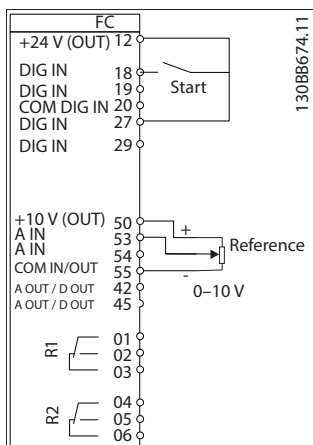 FC
+24 V (OUT) 12
DIG IN 18
DIG IN 19
COM DIG IN 20
DIG IN 27
DIG IN 29
Start
+10 V (OUT) 50
A IN 53
A IN 54
COM IN/OUT 55
A OUT / D OUT 42
A OUT / D OUT 45
+
Reference
-
0–10 V
R1
01
02
03
R2
04
05
06
130BB674.11